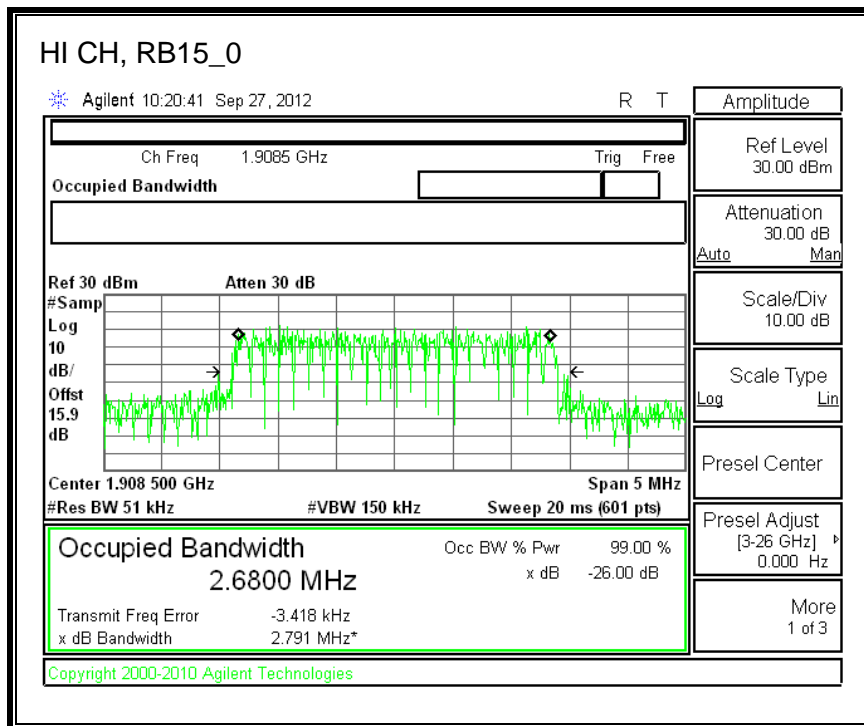 HI CH, RB15_0
Agilent 10:20:41 Sep 27, 2012 R T
Ch Freq 1.9085 GHz Trig Free
Occupied Bandwidth
Ref 30 dBm Atten 30 dB
#Samp
Log
10
dB/
Offst
15.9
dB
Center 1.908 500 GHz Span 5 MHz
#Res BW 51 kHz #VBW 150 kHz Sweep 20 ms (601 pts)
Occupied Bandwidth Occ BW % Pwr 99.00 %
2.6800 MHz x dB -26.00 dB
Transmit Freq Error -3.418 kHz
x dB Bandwidth 2.791 MHz*
Copyright 2000-2010 Agilent Technologies
Amplitude
Ref Level
30.00 dBm
Attenuation
30.00 dB
Auto Man
Scale/Div
10.00 dB
Scale Type
Log Lin
Presel Center
Presel Adjust
[3-26 GHz]
0.000 Hz
More
1 of 3